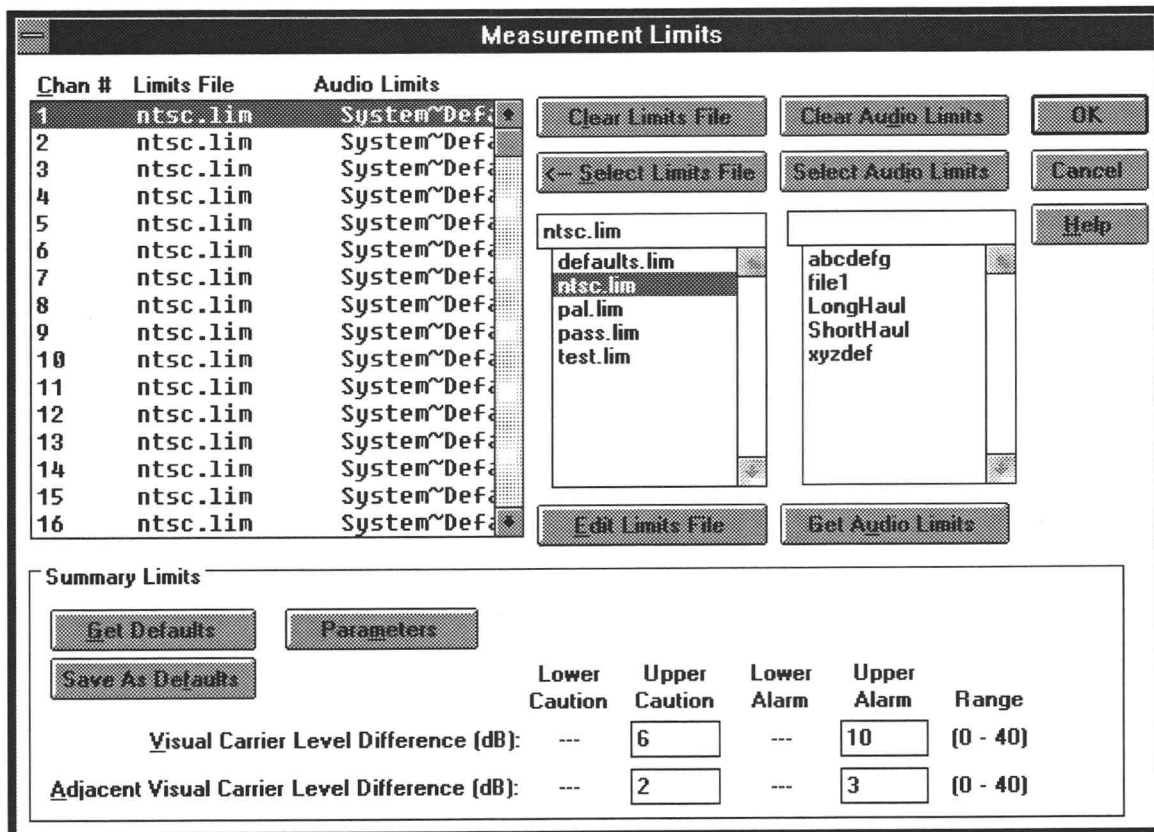 Measurement Limits
Chan # Limits File Audio Limits
1 ntsc.lim System~Defa
2 ntsc.lim System~Defa
3 ntsc.lim System~Defa
4 ntsc.lim System~Defa
5 ntsc.lim System~Defa
6 ntsc.lim System~Defa
7 ntsc.lim System~Defa
8 ntsc.lim System~Defa
9 ntsc.lim System~Defa
10 ntsc.lim System~Defa
11 ntsc.lim System~Defa
12 ntsc.lim System~Defa
13 ntsc.lim System~Defa
14 ntsc.lim System~Defa
15 ntsc.lim System~Defa
16 ntsc.lim System~Defa
Clear Limits File
<-- Select Limits File
ntsc.lim
defaults.lim
ntsc.lim
pal.lim
pass.lim
test.lim
Edit Limits File
Clear Audio Limits
Select Audio Limits
abcdefg
file1
LongHaul
ShortHaul
xyzdef
Get Audio Limits
OK
Cancel
Help
Summary Limits
Get Defaults Parameters
Save As Defaults
Lower Caution Upper Caution Lower Alarm Upper Alarm Range
Visual Carrier Level Difference (dB): --- 6 --- 10 (0 - 40)
Adjacent Visual Carrier Level Difference (dB): --- 2 --- 3 (0 - 40)